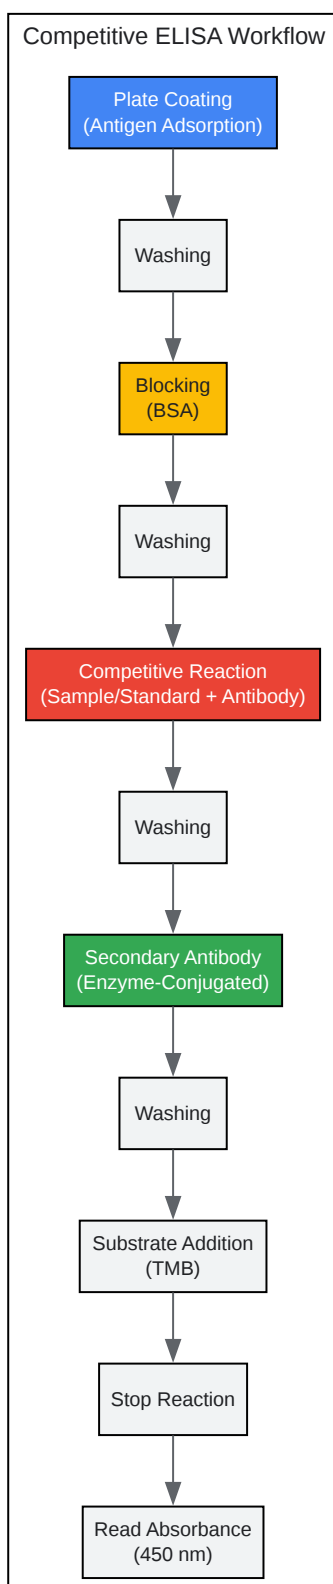 Competitive ELISA Workflow
Plate Coating
(Antigen Adsorption)
Washing
Blocking
(BSA)
Washing
Competitive Reaction
(Sample/Standard + Antibody)
Washing
Secondary Antibody
(Enzyme-Conjugated)
Washing
Substrate Addition
(TMB)
Stop Reaction
Read Absorbance
(450 nm)